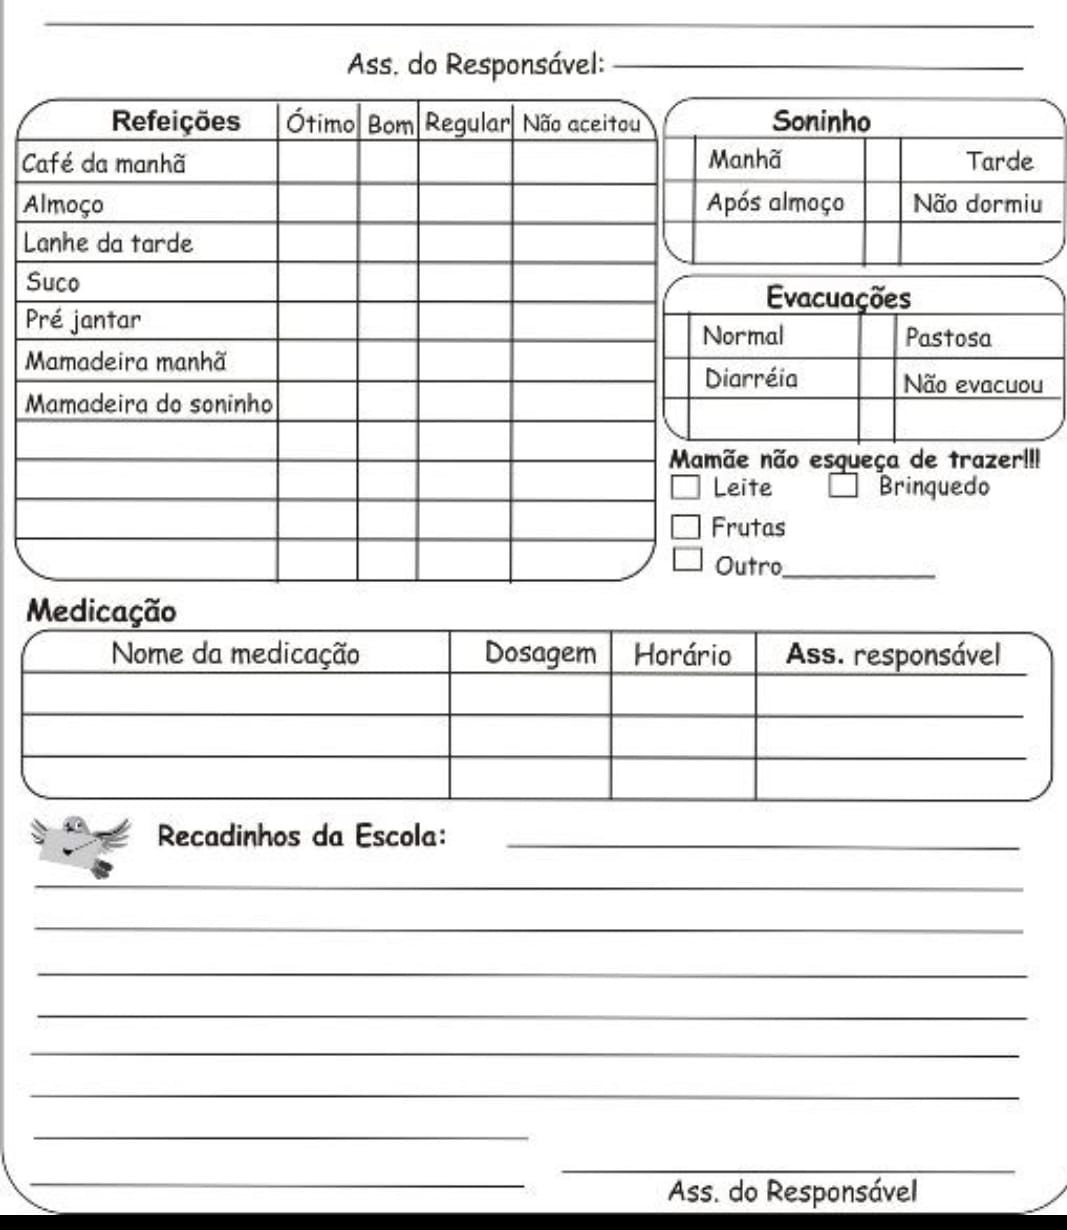 Ass. do Responsável:
Refeições Ótimo Bom Regular Não aceitou
Café da manhã
Almoço
Lanhe da tarde
Suco
Pré jantar
Mamadeira manhã
Mamadeira do soninho
Soninho
Manhã Tarde
Após almoço Não dormiu
Evacuações
Normal Pastosa
Diarréia Não evacuou
Mamãe não esqueça de trazer!!!
Leite Brinquedo
Frutas
Outro____________
Medicação
Nome da medicação Dosagem Horário Ass. responsável
Recadinhos da Escola:
Ass. do Responsável